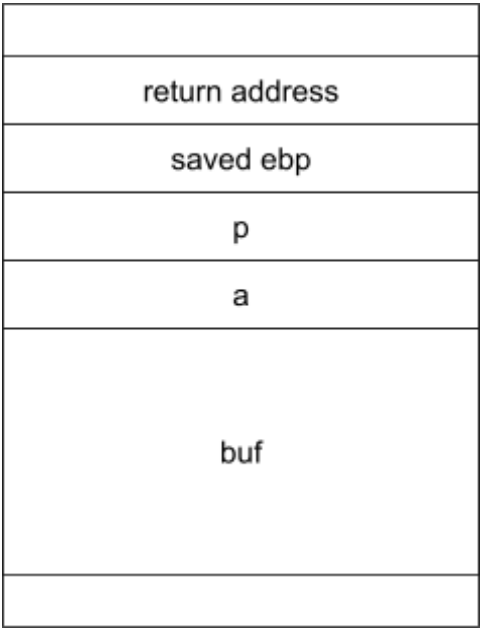 return address
saved ebp
p
a
buf